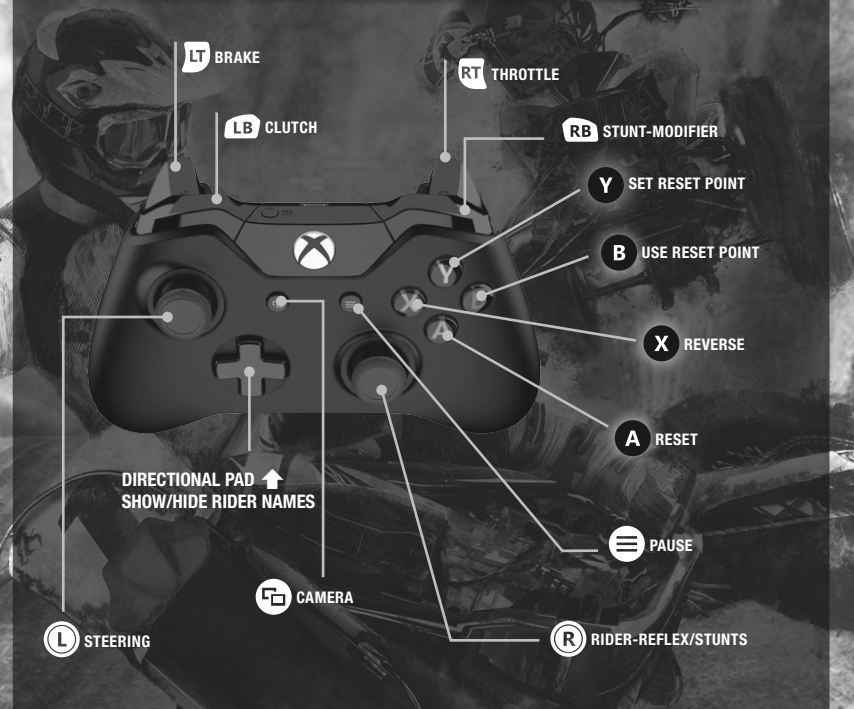 LT BRAKE
RT THROTTLE
LB CLUTCH
RB STUNT-MODIFIER
Y SET RESET POINT
B USE RESET POINT
Y
X
A
X REVERSE
A RESET
DIRECTIONAL PAD
SHOW/HIDE RIDER NAMES
PAUSE
CAMERA
L STEERING
R RIDER-REFLEX/STUNTS